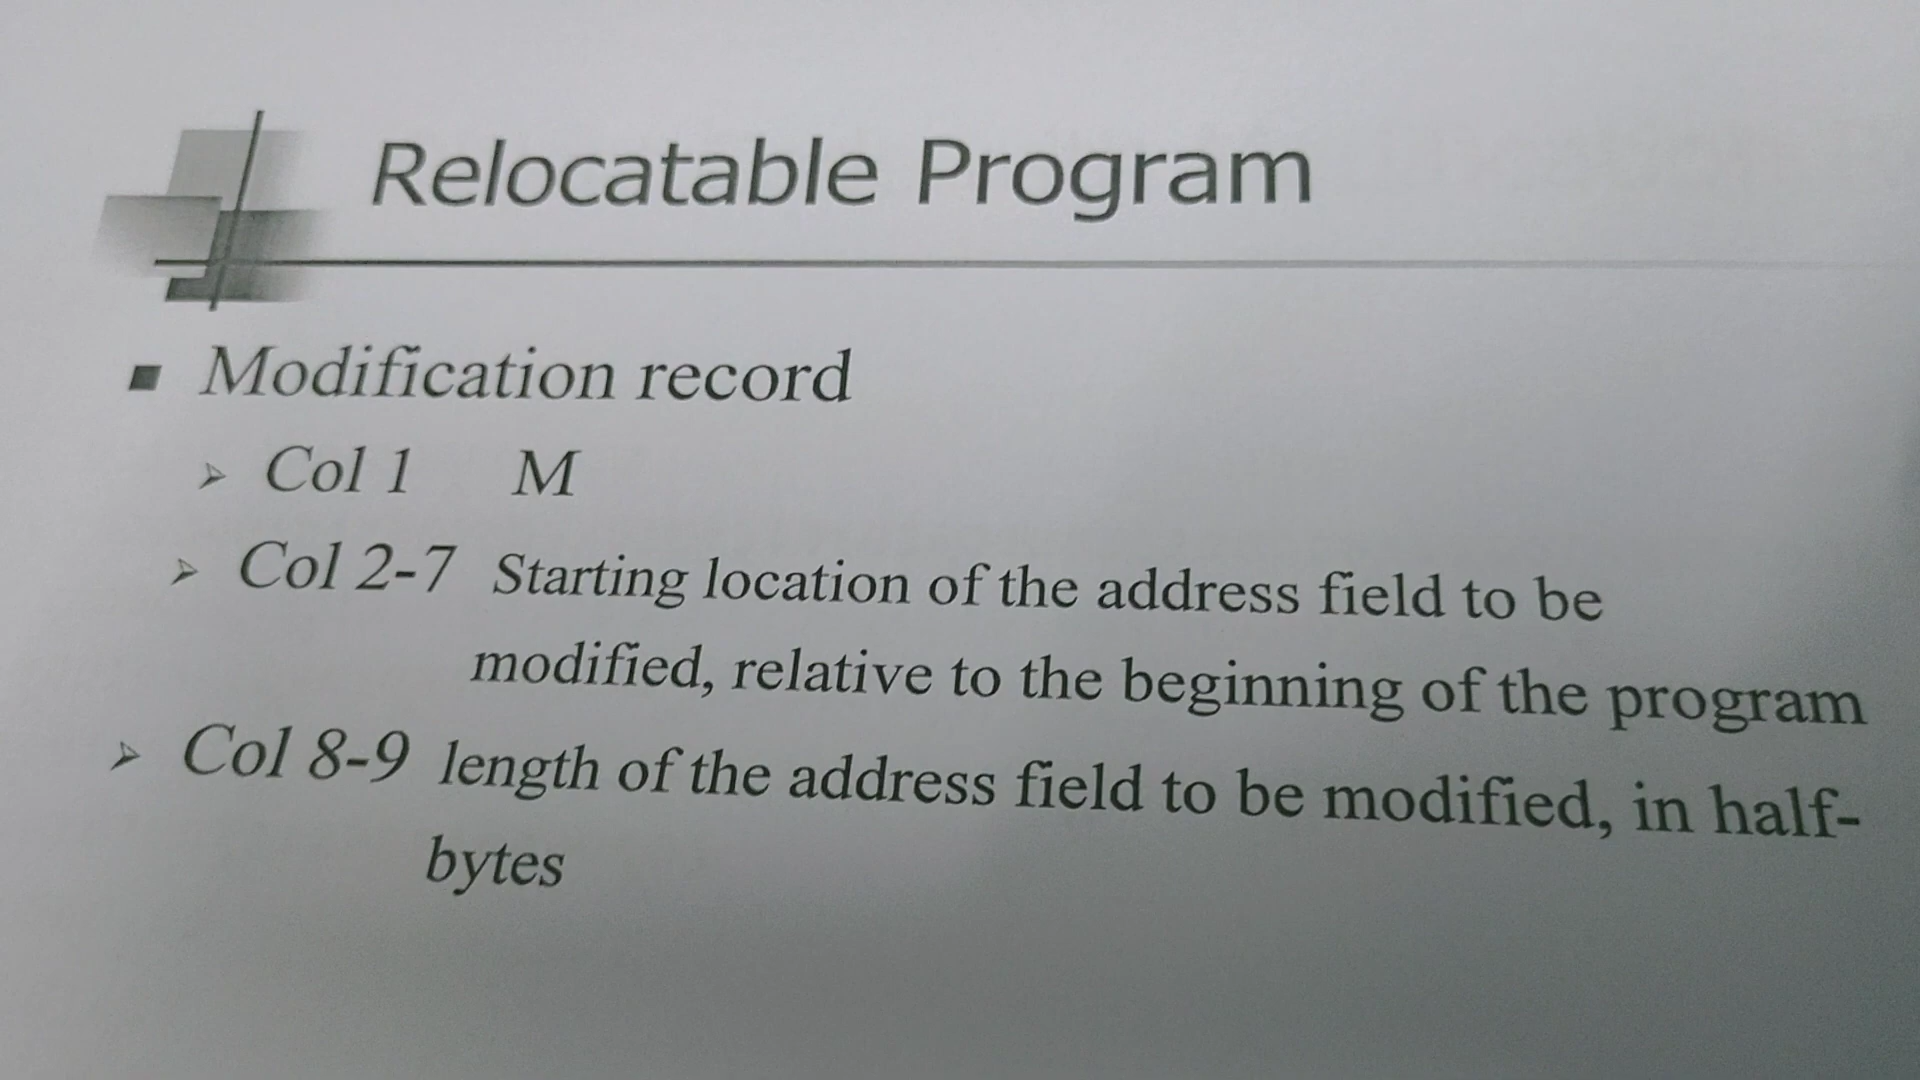 Relocatable Program
Modification record
Col 1 M
Col 2-7 Starting location of the address field to be
modified, relative to the beginning of the program
Col 8-9 length of the address field to be modified, in half-
bytes